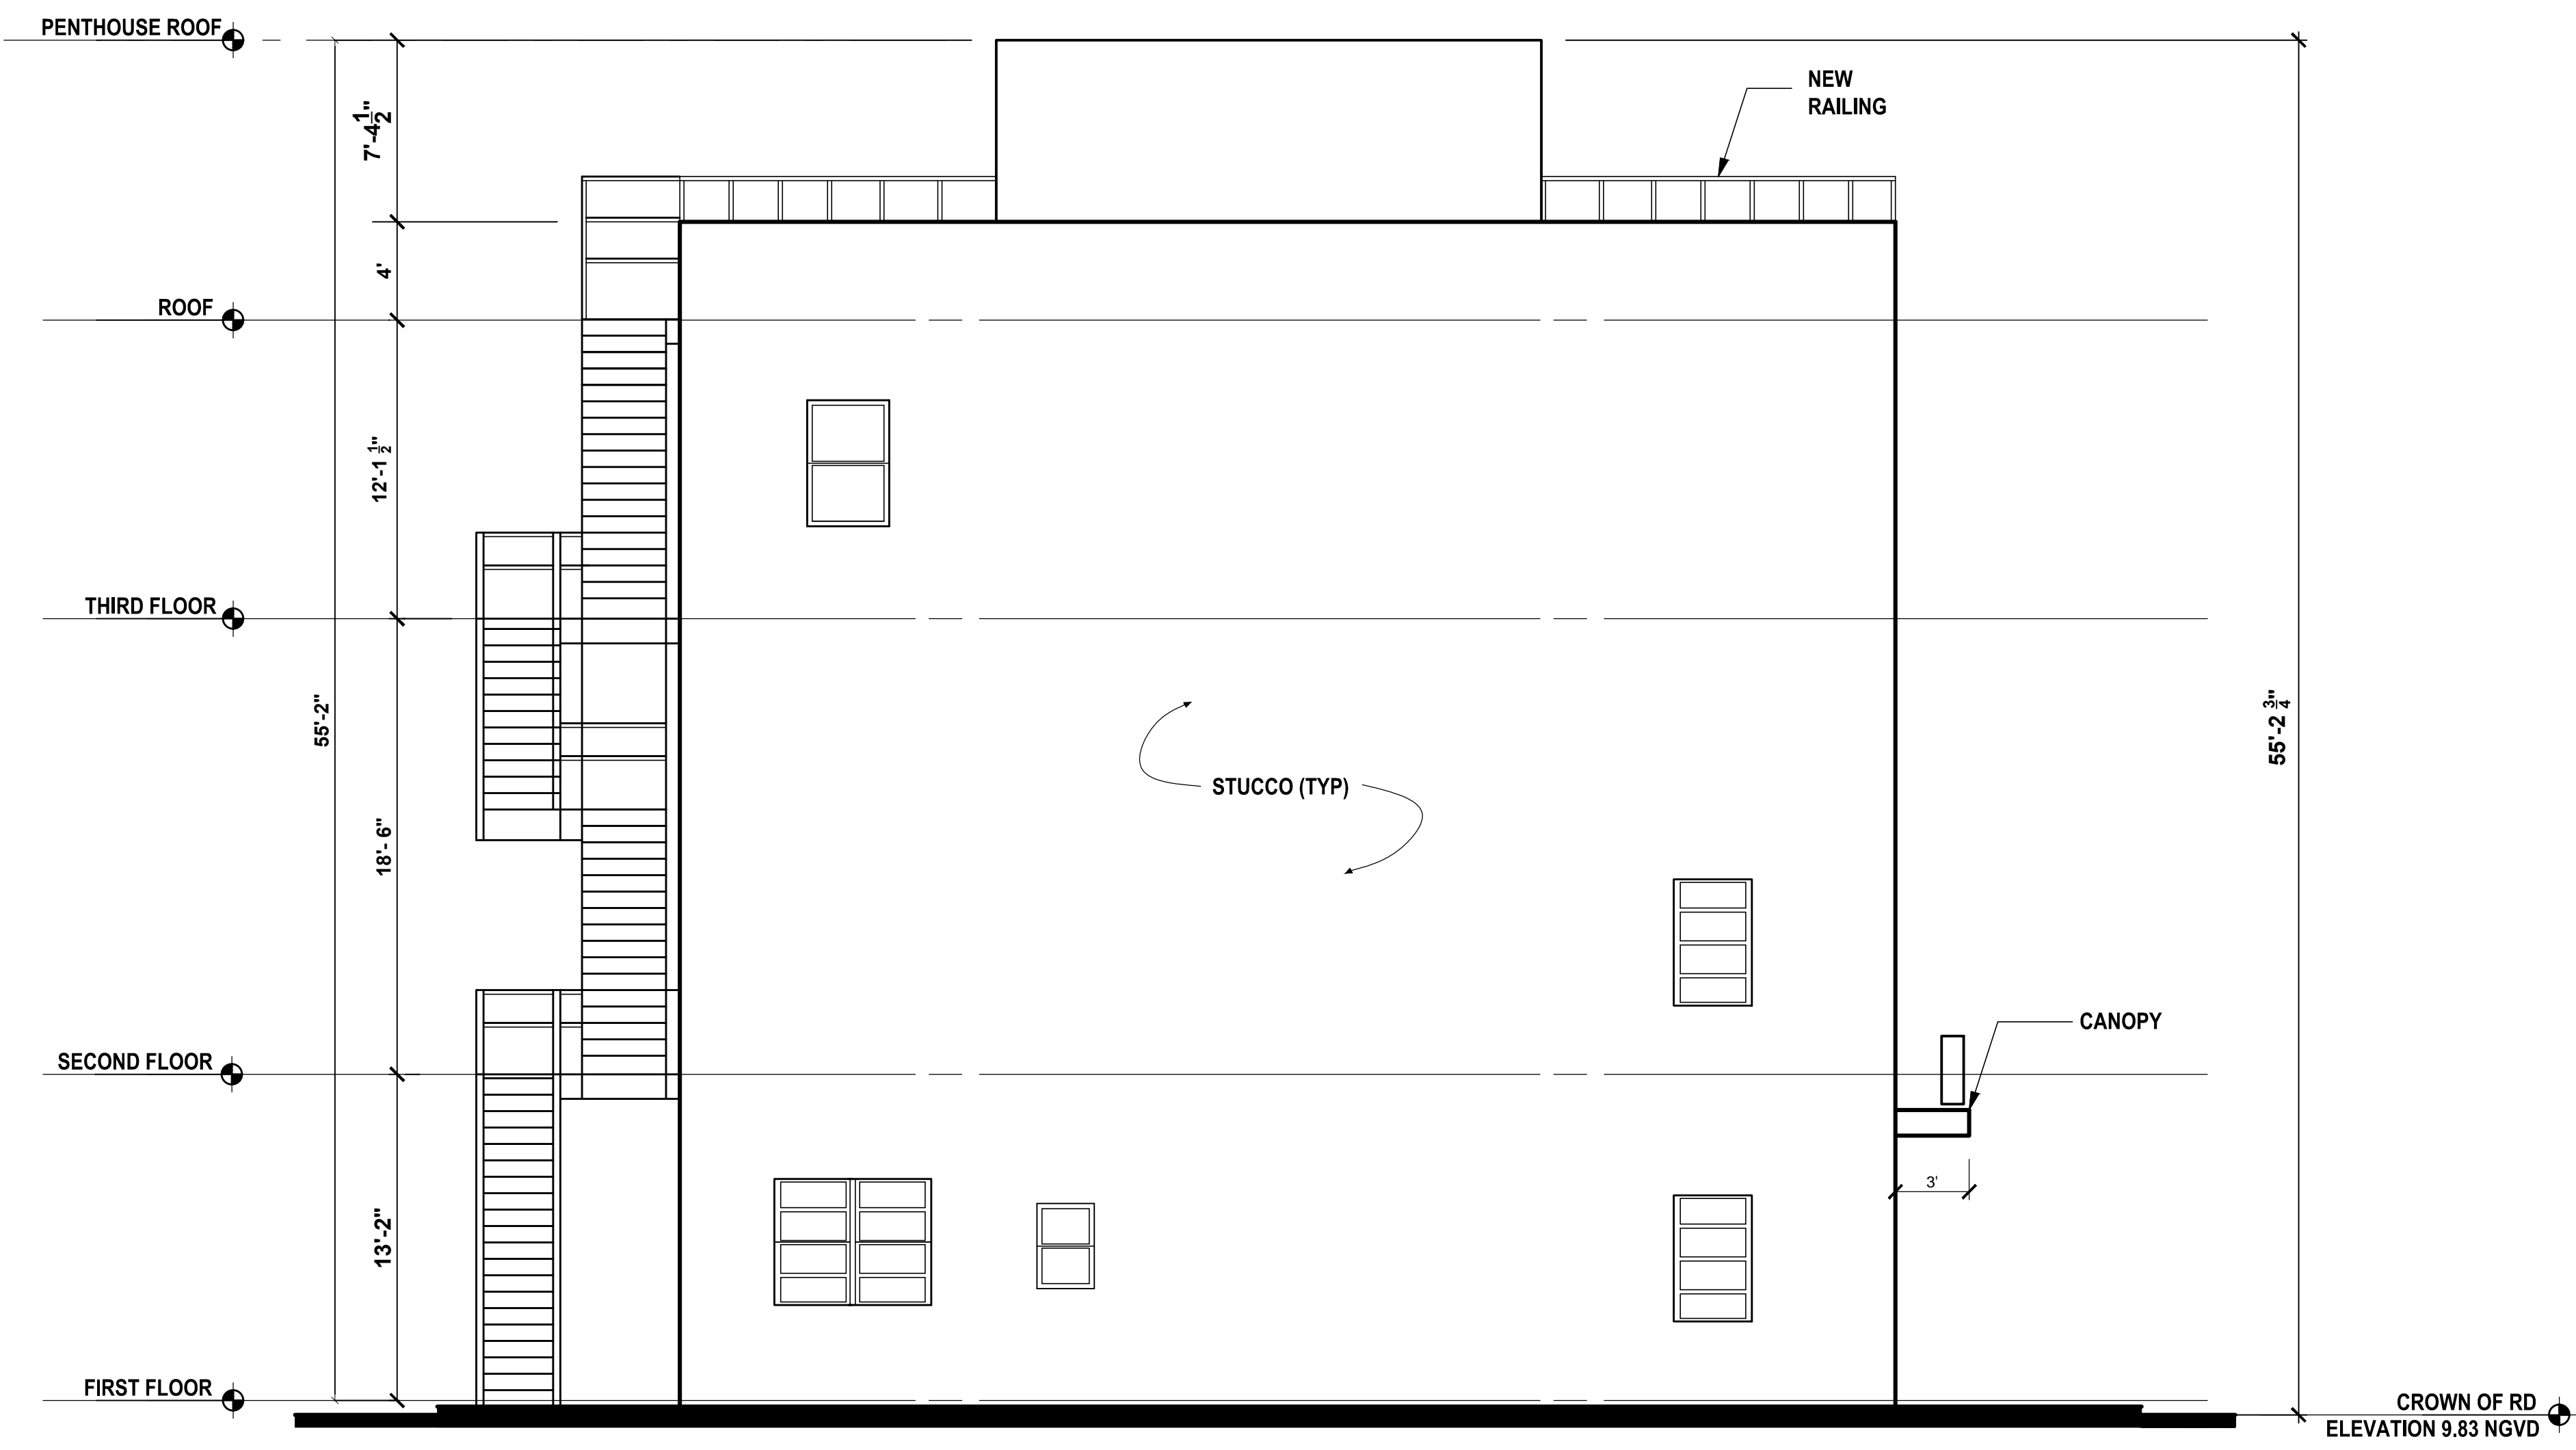 PENTHOUSE ROOF
7'-4 1/2"
NEW
RAILING
4'
ROOF
12'-1 1/2"
THIRD FLOOR
55'-2"
55'-2 3/4"
STUCCO (TYP)
18'- 6"
CANOPY
SECOND FLOOR
3'
13'-2"
FIRST FLOOR
CROWN OF RD
ELEVATION 9.83 NGVD